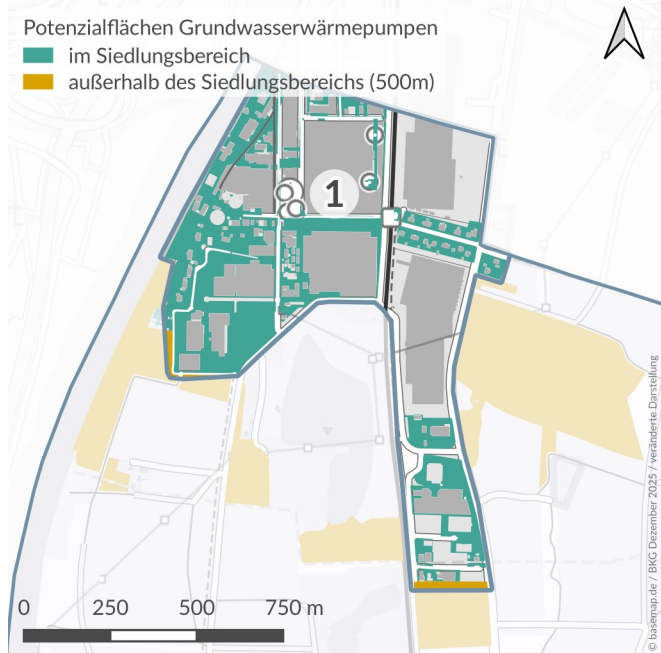 Potenzialflächen Grundwasserwärmepumpen
im Siedlungsbereich
außerhalb des Siedlungsbereichs (500m)
1
0 250 500 750 m
© basemap.de / BKG Dezember 2025 / veränderte Darstellung